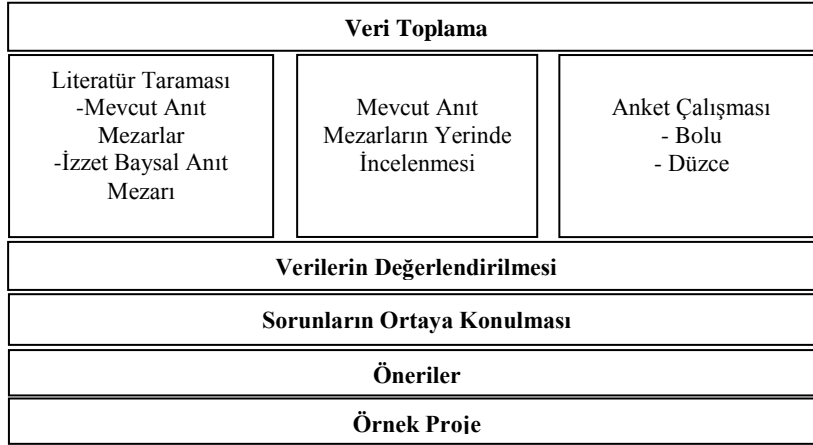 Veri Toplama
Literatür Taraması
-Mevcut Anıt
Mezarlar
-İzzet Baysal Anıt
Mezarı
Mevcut Anıt
Mezarların Yerinde
İncelenmesi
Anket Çalışması
- Bolu
- Düzce
Verilerin Değerlendirilmesi
Sorunların Ortaya Konulması
Öneriler
Örnek Proje